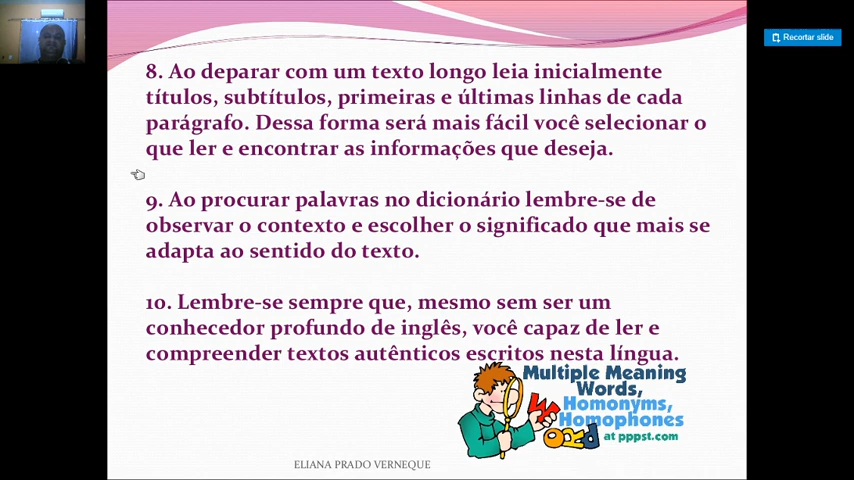 Recortar slide
8. Ao deparar com um texto longo leia inicialmente
títulos, subtítulos, primeiras e últimas linhas de cada
parágrafo. Dessa forma será mais fácil você selecionar o
que ler e encontrar as informações que deseja.
9. Ao procurar palavras no dicionário lembre-se de
observar o contexto e escolher o significado que mais se
adapta ao sentido do texto.
10. Lembre-se sempre que, mesmo sem ser um
conhecedor profundo de inglês, você capaz de ler e
compreender textos autênticos escritos nesta língua.
Multiple Meaning
Words,
Homonyms,
Homophones
at pppst.com
WORD
ELIANA PRADO VERNEQUE